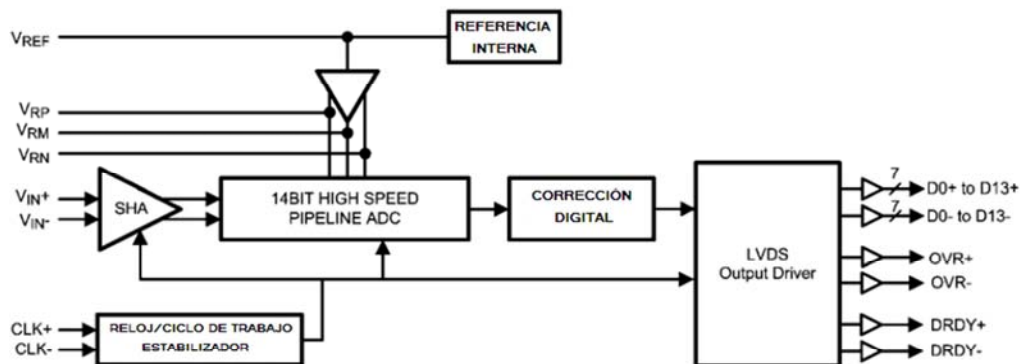 REFERENCIA
INTERNA
VREF
VRP
VRM
VRN
VIN+
VIN-
SHA
14BIT HIGH SPEED
PIPELINE ADC
CORRECCIÓN
DIGITAL
LVDS
Output Driver
7
D0+ to D13+
7
D0- to D13-
OVR+
OVR-
DRDY+
DRDY-
CLK+
CLK-
RELOJ/CICLO DE TRABAJO
ESTABILIZADOR